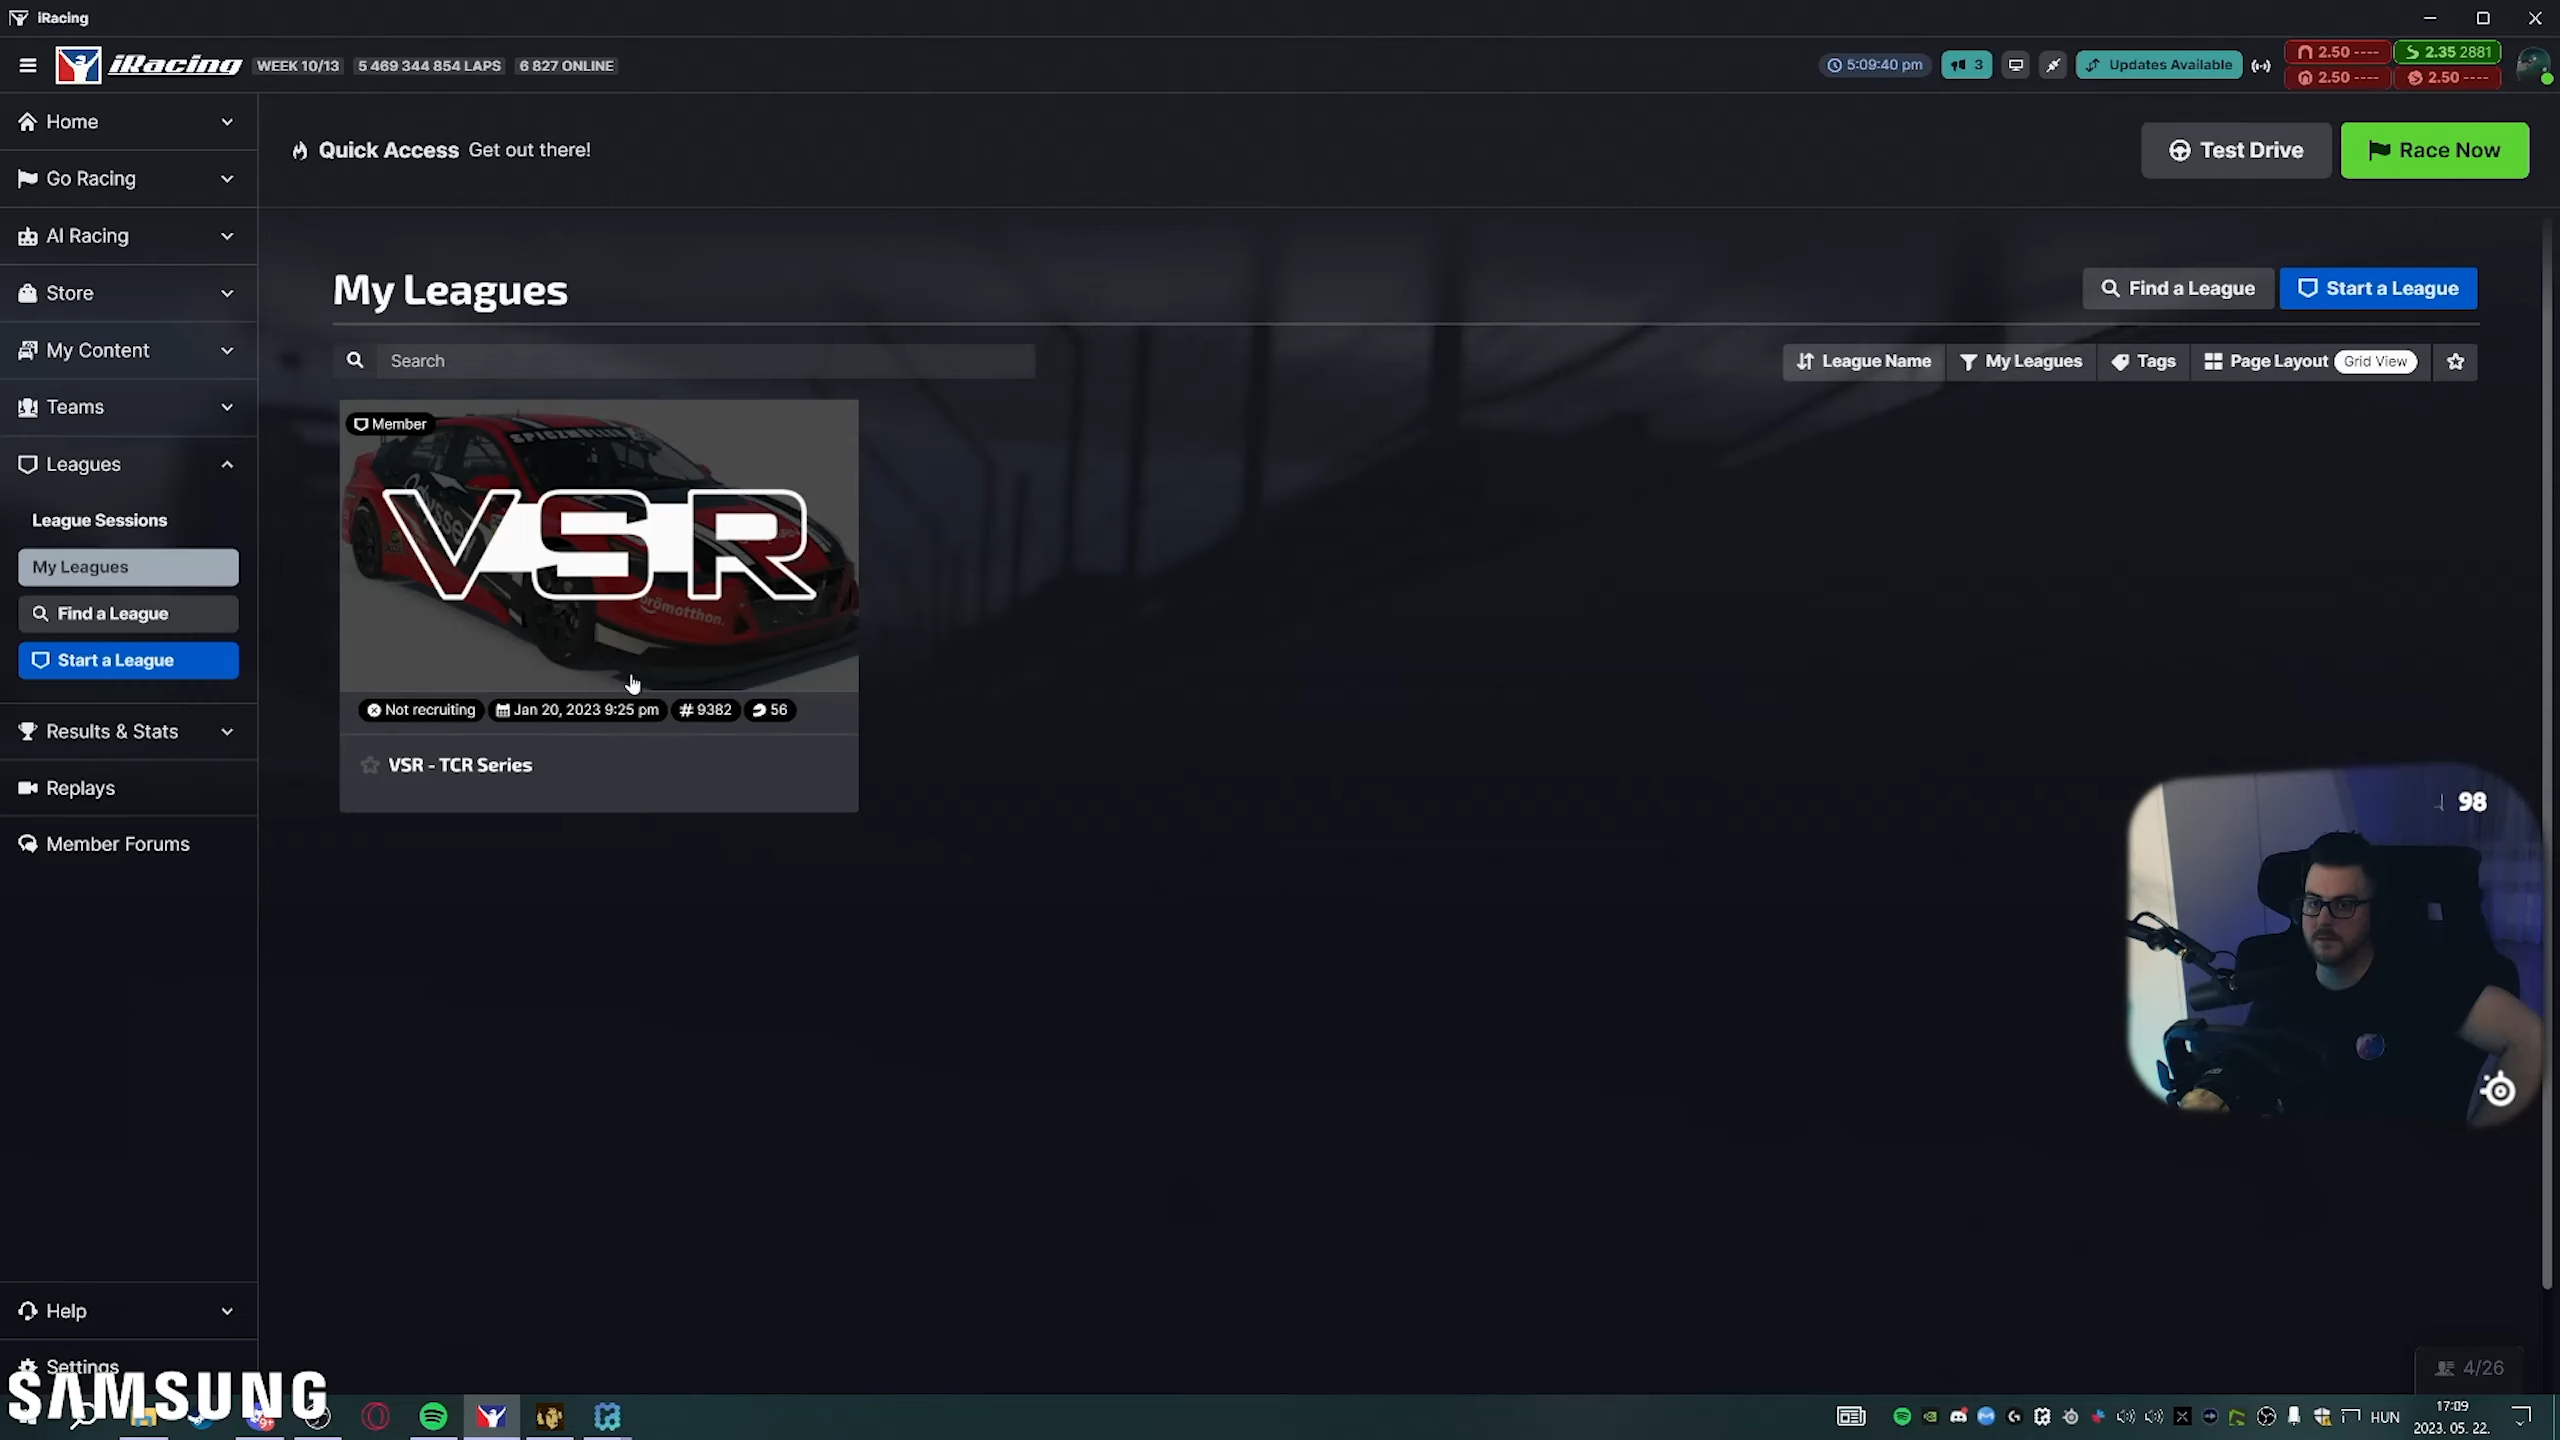 iRacing
iRacing WEEK 10/13 5 469 344 854 LAPS 6 827 ONLINE
5:09:40 pm 3 Updates Available 2.50 ---- 2.35 2881
2.50 ---- 2.50 ----
Home
Go Racing
AI Racing
Store
My Content
Teams
Leagues
League Sessions
My Leagues
Find a League
Start a League
Results & Stats
Replays
Member Forums
Help
Settings
Quick Access Get out there!
Test Drive Race Now
My Leagues
Find a League Start a League
Search
League Name My Leagues Tags Page Layout Grid View
Member
VSR
Not recruiting Jan 20, 2023 9:25 pm # 9382 56
VSR - TCR Series
98
4/26
SAMSUNG
HUN
17:09
2023. 05. 22.